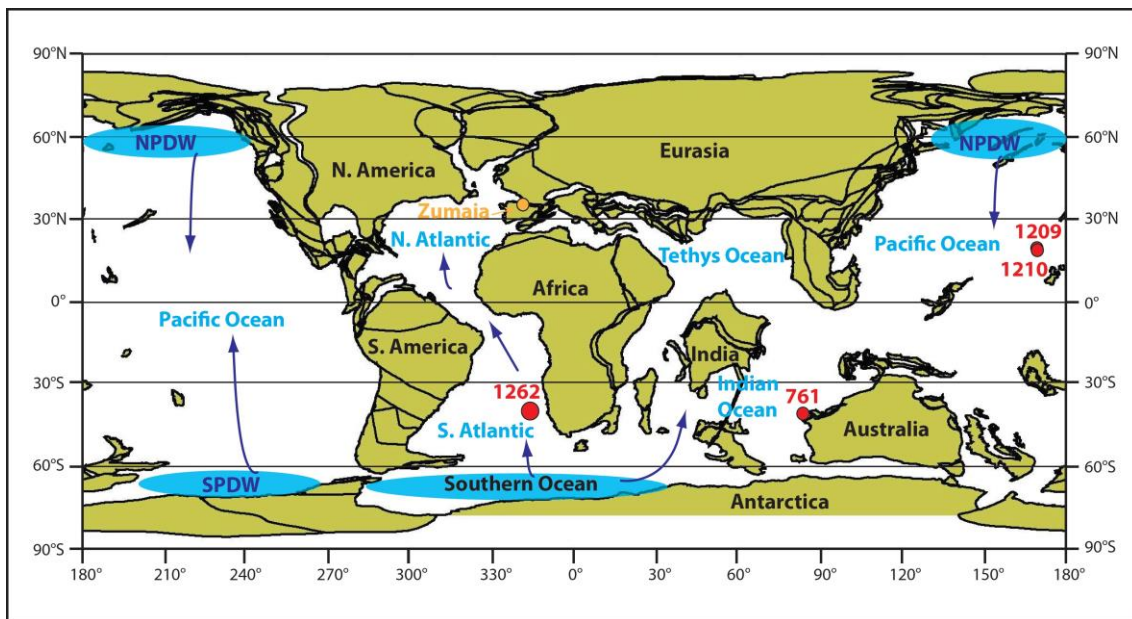 90°N
90°N
60°N
NPDW
NPDW
60°N
Eurasia
N. America
30°N
Zumaia
30°N
N. Atlantic
Tethys Ocean
Pacific Ocean
1209
1210
Africa
0°
0°
Pacific Ocean
S. America
India
30°S
1262
Indian
Ocean
761
30°S
S. Atlantic
Australia
60°S
SPDW
Southern Ocean
60°S
Antarctica
90°S
90°S
180°
210°
240°
270°
300°
330°
0°
30°
60°
90°
120°
150°
180°